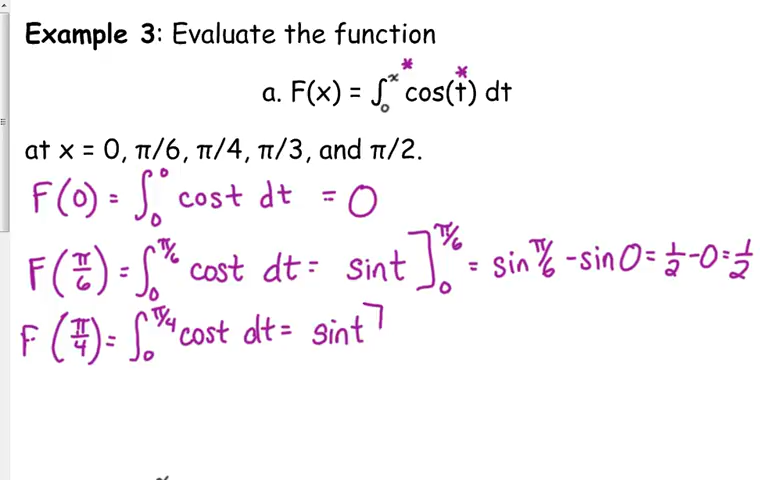 Example 3: Evaluate the function
a. F(x) = ∫₀ˣ* cos(t*) dt
at x = 0, π/6, π/4, π/3, and π/2.
F(0) = ∫₀⁰ cost dt = 0
F(π/6) = ∫₀^π/6 cost dt = sint]₀^π/6 = sin π/6 - sin 0 = 1/2 - 0 = 1/2
F(π/4) = ∫₀^π/4 cost dt = sint